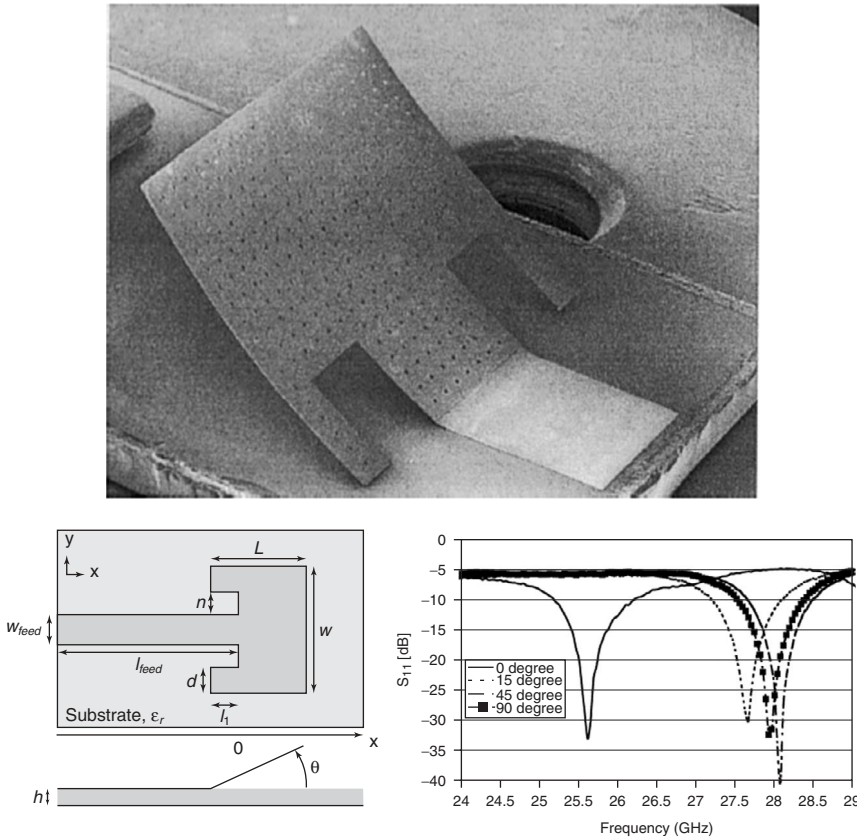 y
x
L
n
w
w_feed
l_feed
d
l₁
Substrate, ε_r
0
x
θ
h
0
−5
−10
−15
−20
−25
−30
−35
−40
S₁₁ [dB]
0 degree
15 degree
45 degree
90 degree
24 24.5 25 25.5 26 26.5 27 27.5 28 28.5 29
Frequency (GHz)